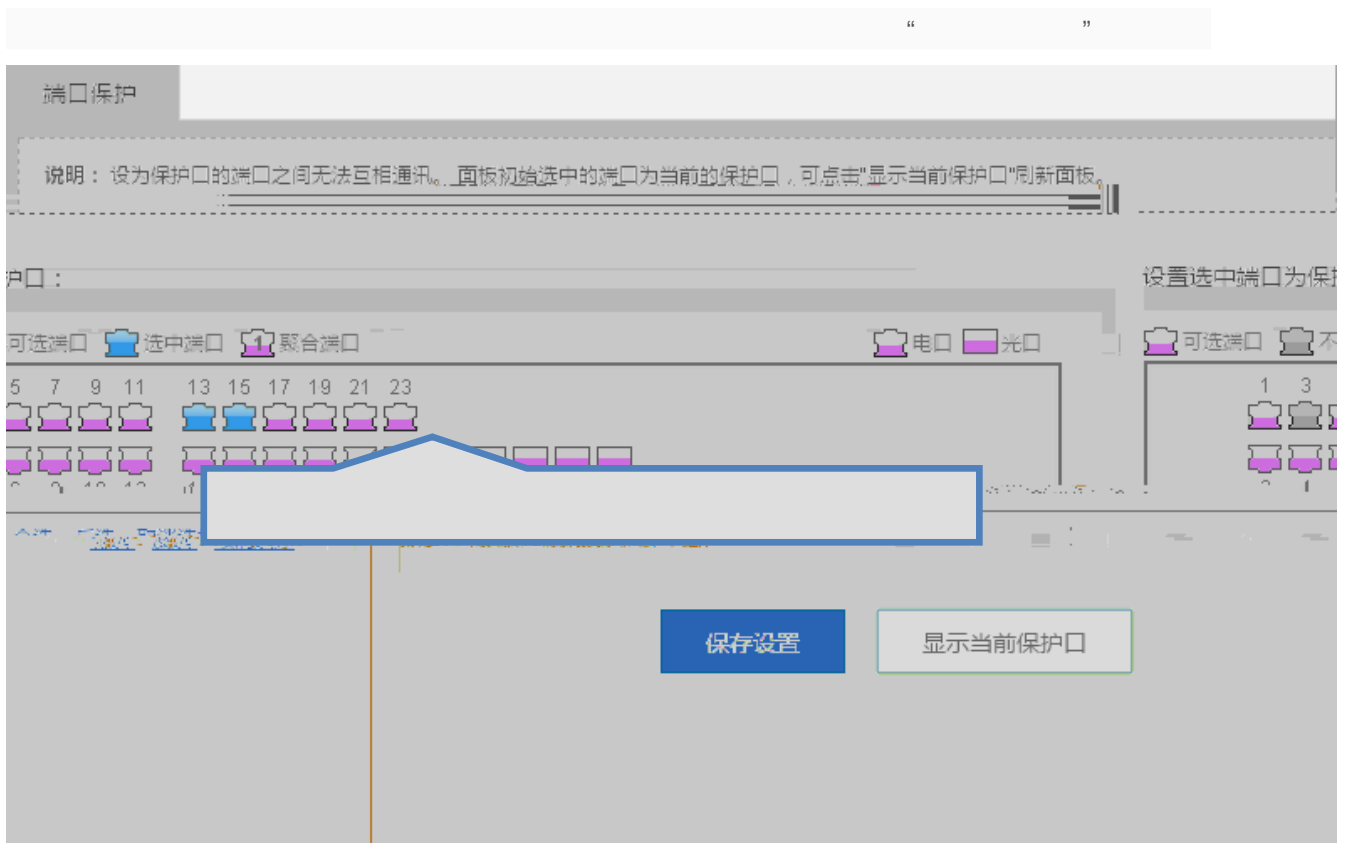 “ ”
端口保护
说明：设为保护口的端口之间无法互相通讯。面板初始选中的端口为当前的保护口，可点击"显示当前保护口"刷新面板。
护口：
设置选中端口为保护
可选端口 选中端口 1 聚合端口 电口 光口
可选端口 不
5 7 9 11 13 15 17 19 21 23
1 3
保存设置 显示当前保护口